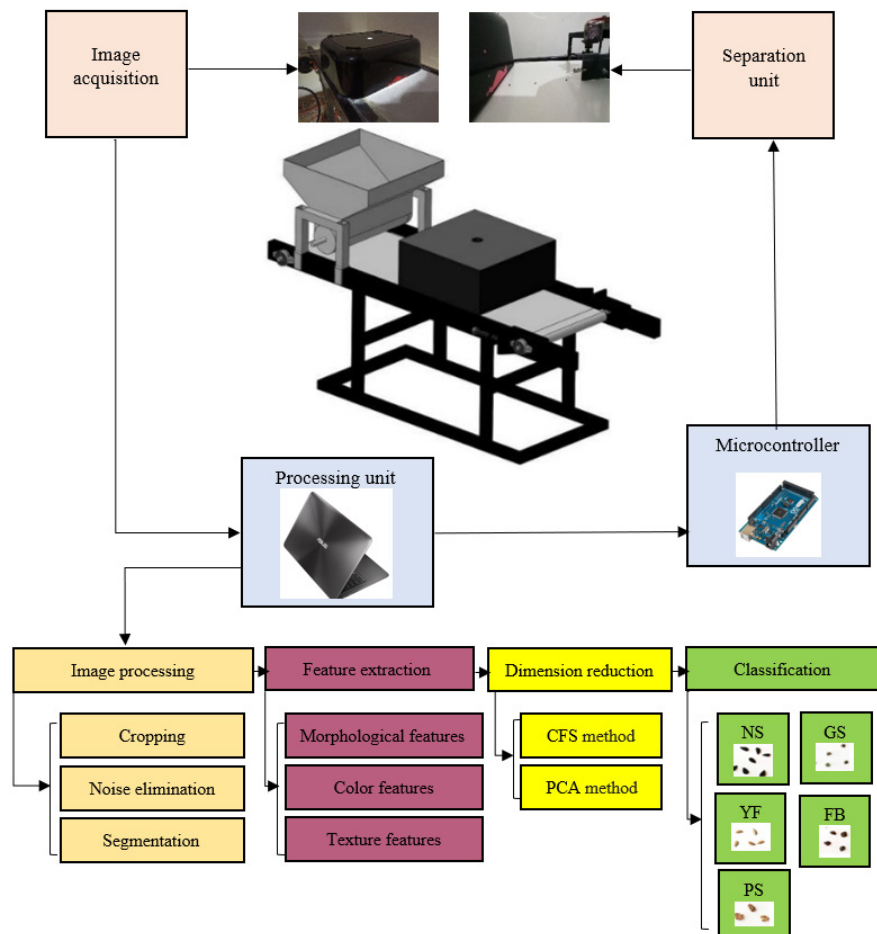 Image
acquisition
Separation
unit
Microcontroller
Processing unit
Image processing
Feature extraction
Dimension reduction
Classification
Cropping
Noise elimination
Segmentation
Morphological features
Color features
Texture features
CFS method
PCA method
NS
GS
YF
FB
PS